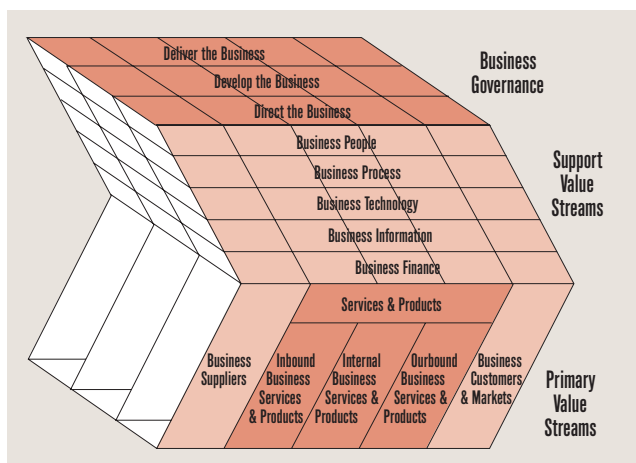 Deliver the Business
Develop the Business
Direct the Business
Business
Governance
Business People
Business Process
Business Technology
Business Information
Business Finance
Support
Value
Streams
Services & Products
Business
Suppliers
Inbound
Business
Services
& Products
Internal
Business
Services &
Products
Ourbound
Business
Services &
Products
Business
Customers
& Markets
Primary
Value
Streams